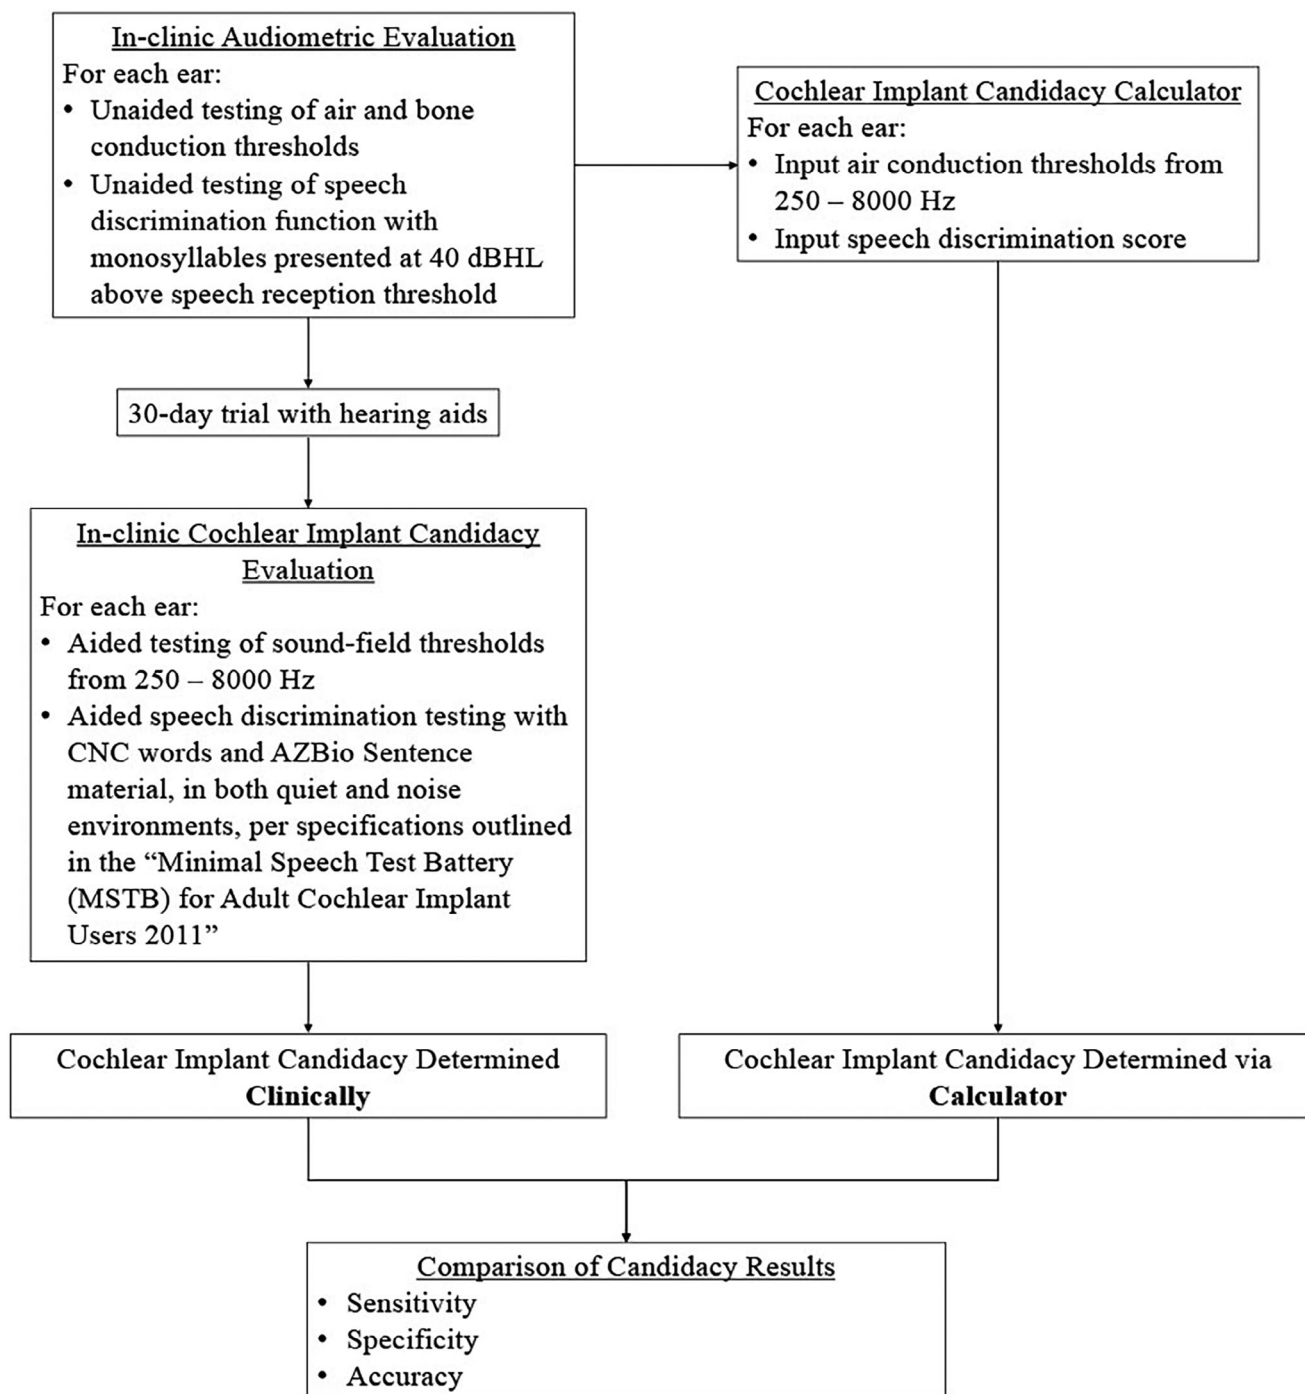 In-clinic Audiometric Evaluation
For each ear:
• Unaided testing of air and bone
conduction thresholds
• Unaided testing of speech
discrimination function with
monosyllables presented at 40 dBHL
above speech reception threshold
Cochlear Implant Candidacy Calculator
For each ear:
• Input air conduction thresholds from
250 – 8000 Hz
• Input speech discrimination score
30-day trial with hearing aids
In-clinic Cochlear Implant Candidacy
Evaluation
For each ear:
• Aided testing of sound-field thresholds
from 250 – 8000 Hz
• Aided speech discrimination testing with
CNC words and AZBio Sentence
material, in both quiet and noise
environments, per specifications outlined
in the “Minimal Speech Test Battery
(MSTB) for Adult Cochlear Implant
Users 2011”
Cochlear Implant Candidacy Determined
Clinically
Cochlear Implant Candidacy Determined via
Calculator
Comparison of Candidacy Results
• Sensitivity
• Specificity
• Accuracy